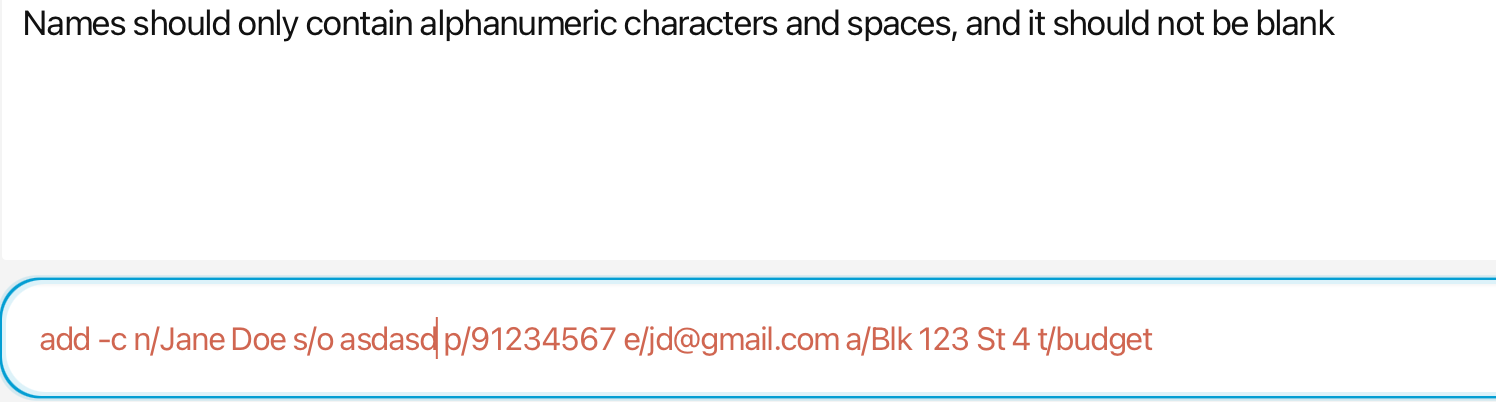 Names should only contain alphanumeric characters and spaces, and it should not be blank
add -c n/Jane Doe s/o asdasd p/91234567 e/jd@gmail.com a/Blk 123 St 4 t/budget